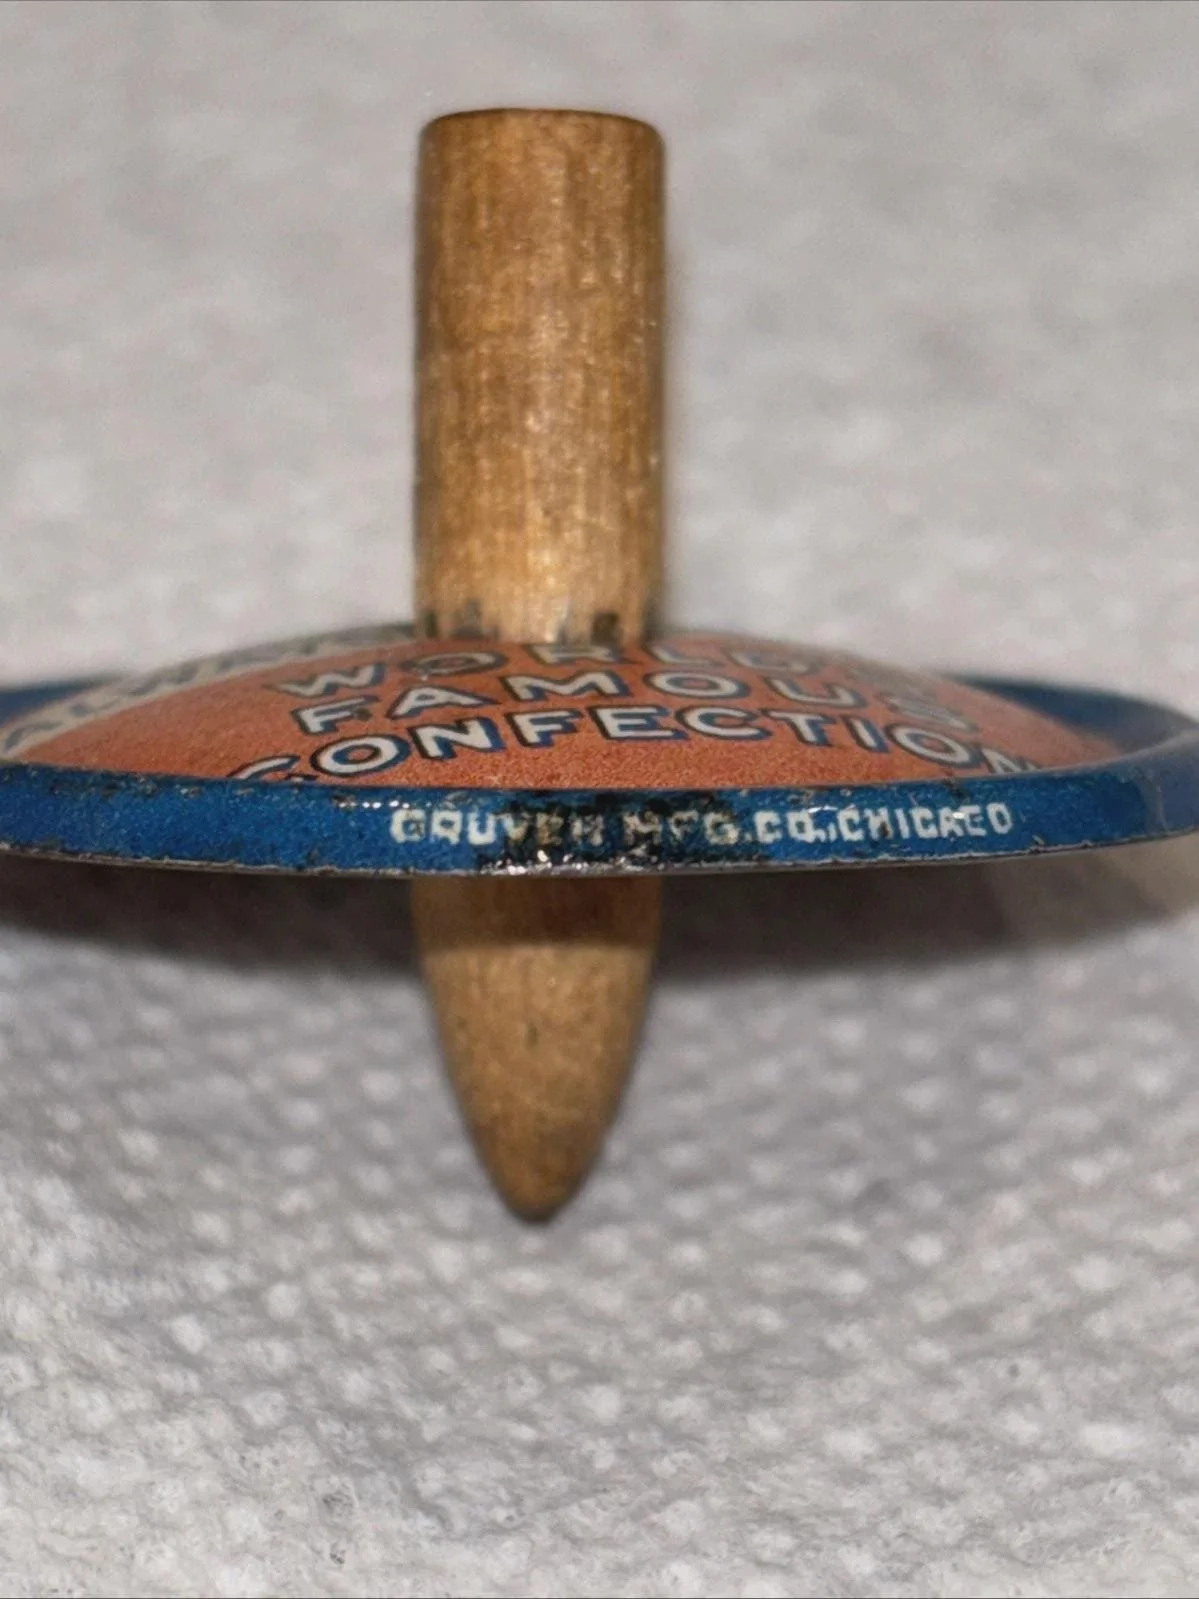 WORLD'S
FAMOUS
CONFECTION
GRUVER MFG.CO., CHICAGO